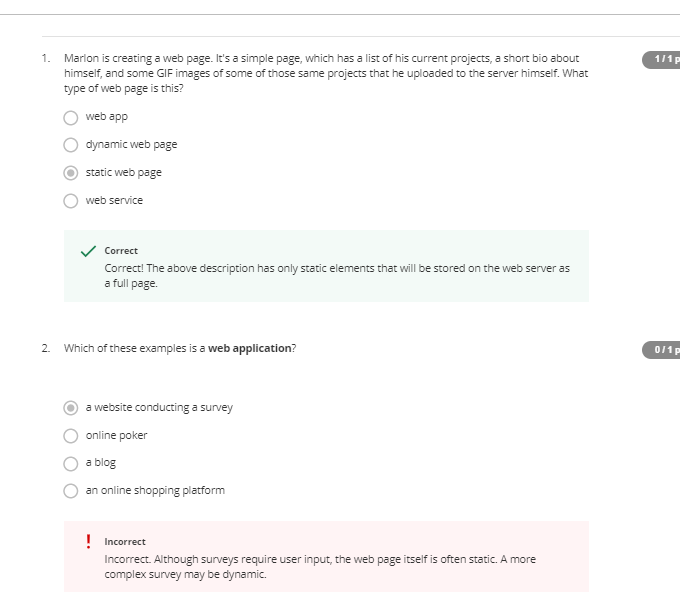 1. Marlon is creating a web page. It's a simple page, which has a list of his current projects, a short bio about
himself, and some GIF images of some of those same projects that he uploaded to the server himself. What
type of web page is this?
1 / 1 p
web app
dynamic web page
static web page
web service
Correct
Correct! The above description has only static elements that will be stored on the web server as
a full page.
2. Which of these examples is a web application?
0 / 1 p
a website conducting a survey
online poker
a blog
an online shopping platform
Incorrect
Incorrect. Although surveys require user input, the web page itself is often static. A more
complex survey may be dynamic.